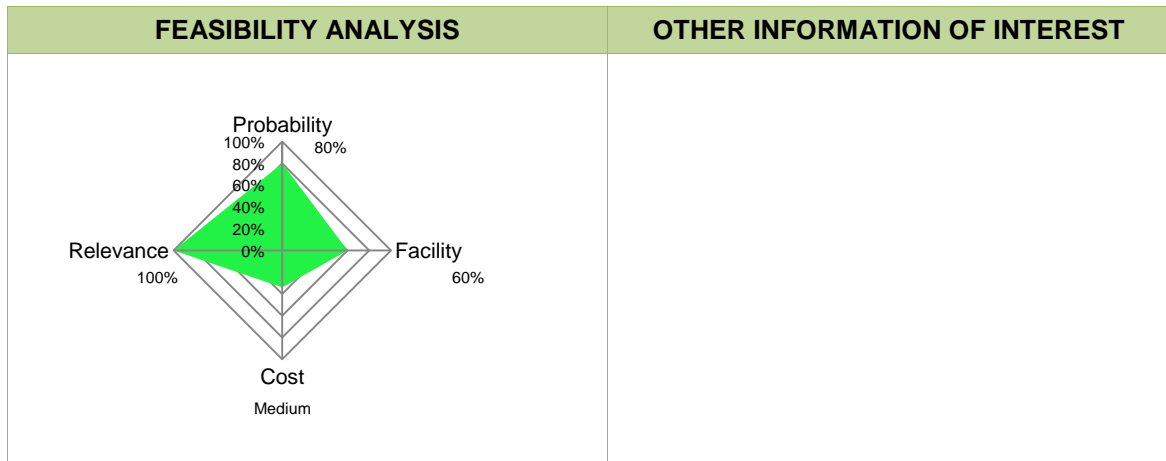 FEASIBILITY ANALYSIS
OTHER INFORMATION OF INTEREST
Probability
100%
80%
80%
60%
40%
20%
0%
Relevance
100%
Facility
60%
Cost
Medium